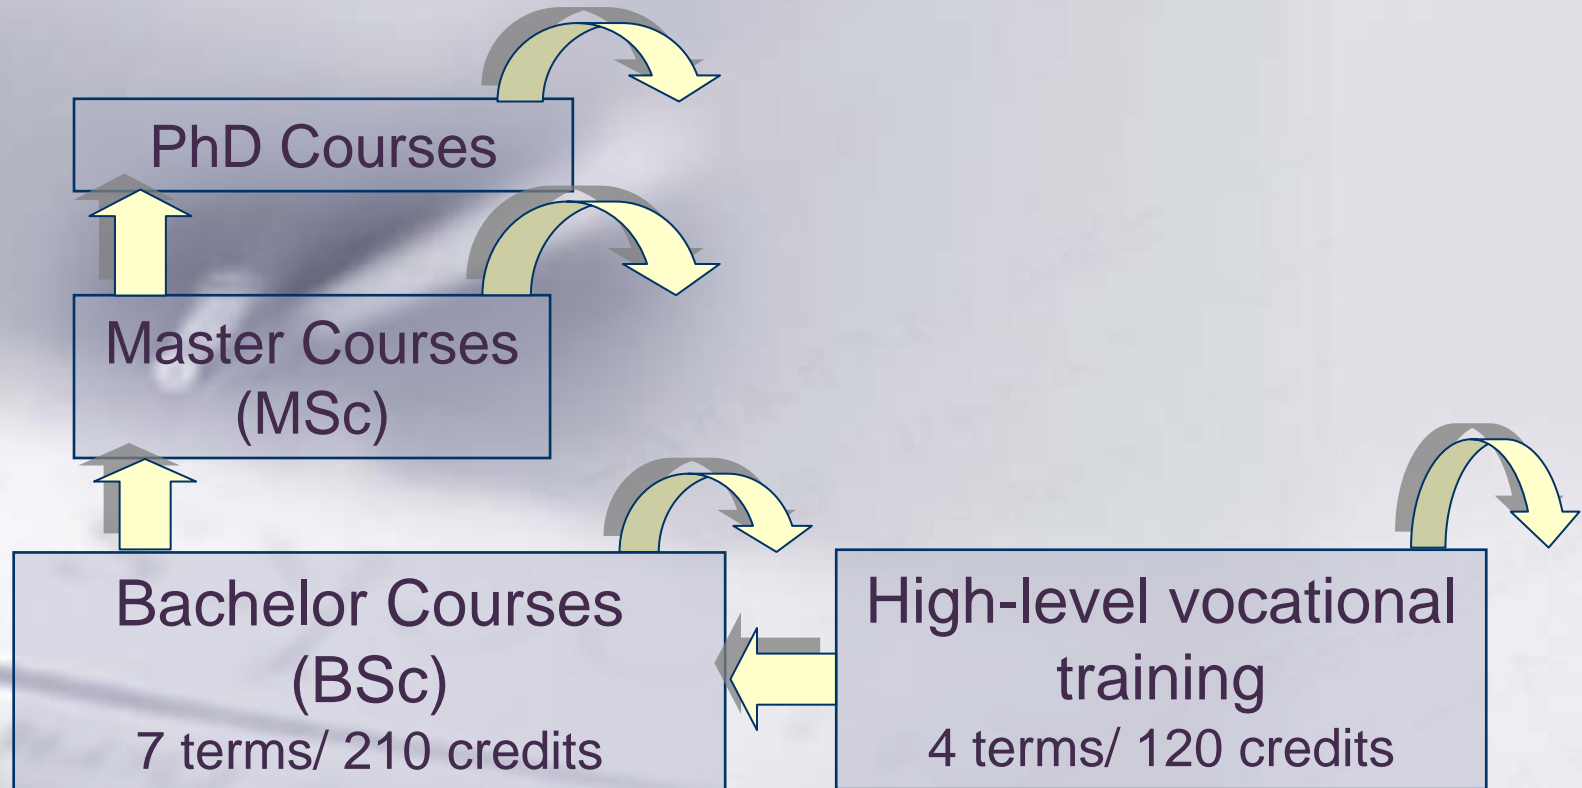 PhD Courses
Master Courses
(MSc)
Bachelor Courses
(BSc)
7 terms/ 210 credits
High-level vocational
training
4 terms/ 120 credits